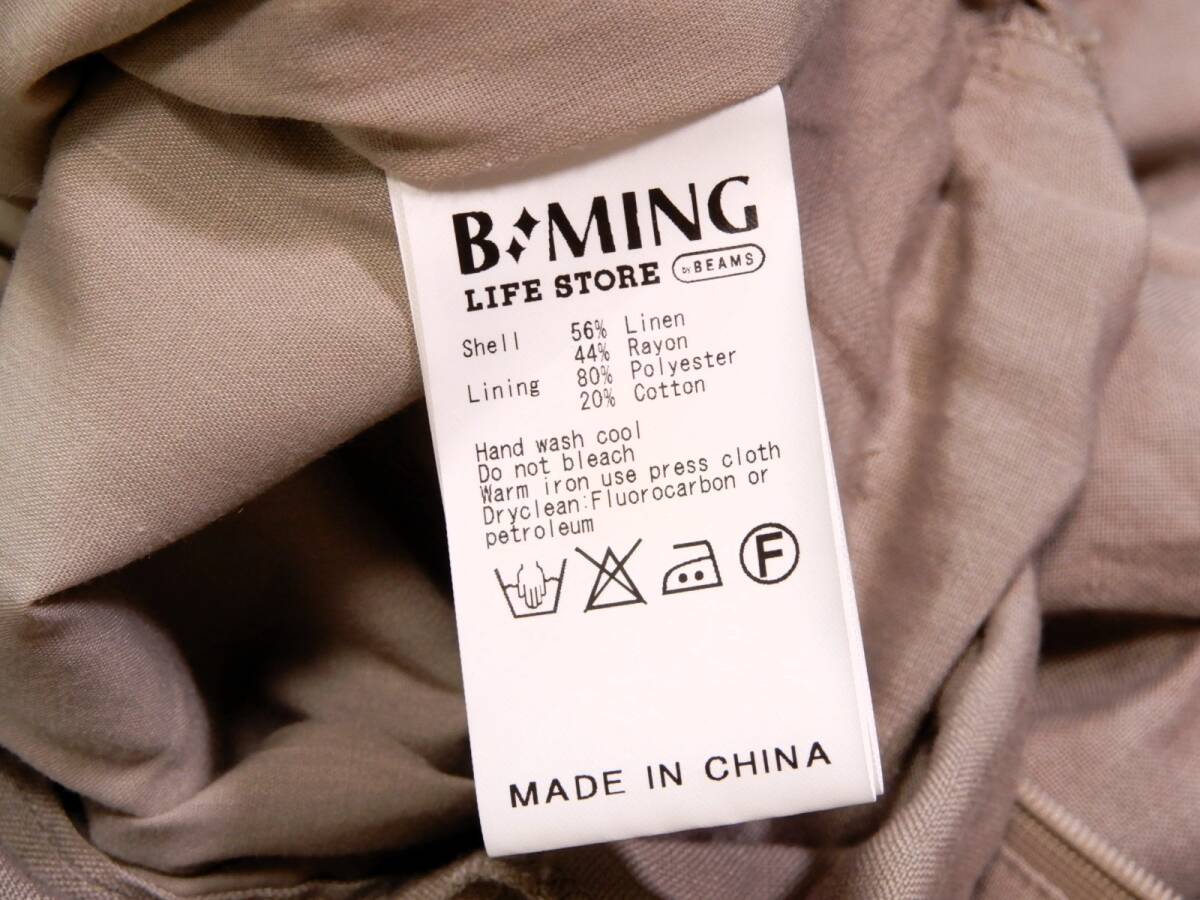 B:MING
LIFE STORE by BEAMS
Shell 56% Linen
44% Rayon
Lining 80% Polyester
20% Cotton
Hand wash cool
Do not bleach
Warm iron use press cloth
Dryclean:Fluorocarbon or
petroleum
F
MADE IN CHINA